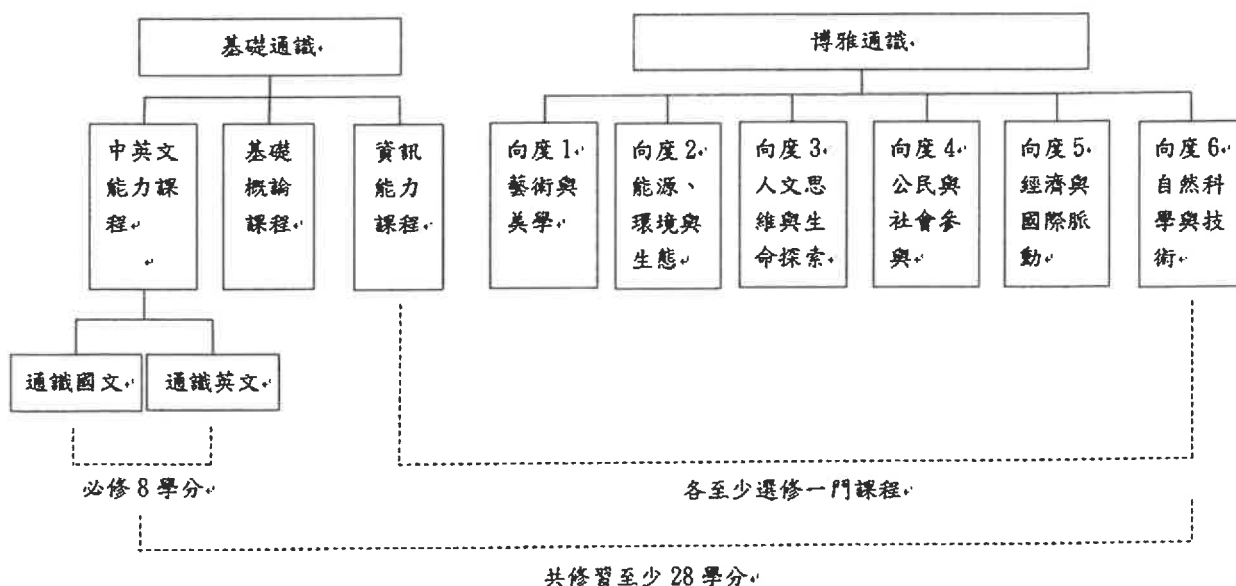 基礎通識
博雅通識
中英文
能力課
程
基礎
概論
課程
資訊
能力
課程
向度 1
藝術與
美學
向度 2
能源、
環境與
生態
向度 3
人文思
維與生
命探索
向度 4
公民與
社會參
與
向度 5
經濟與
國際脈
動
向度 6
自然科
學與技
術
通識國文
通識英文
必修 8 學分
各至少選修一門課程
共修習至少 28 學分